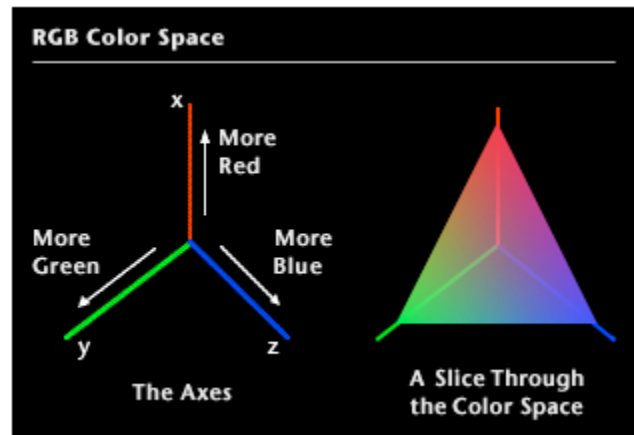 RGB Color Space
x
More
Red
More
Green
More
Blue
y
z
The Axes
A Slice Through
the Color Space